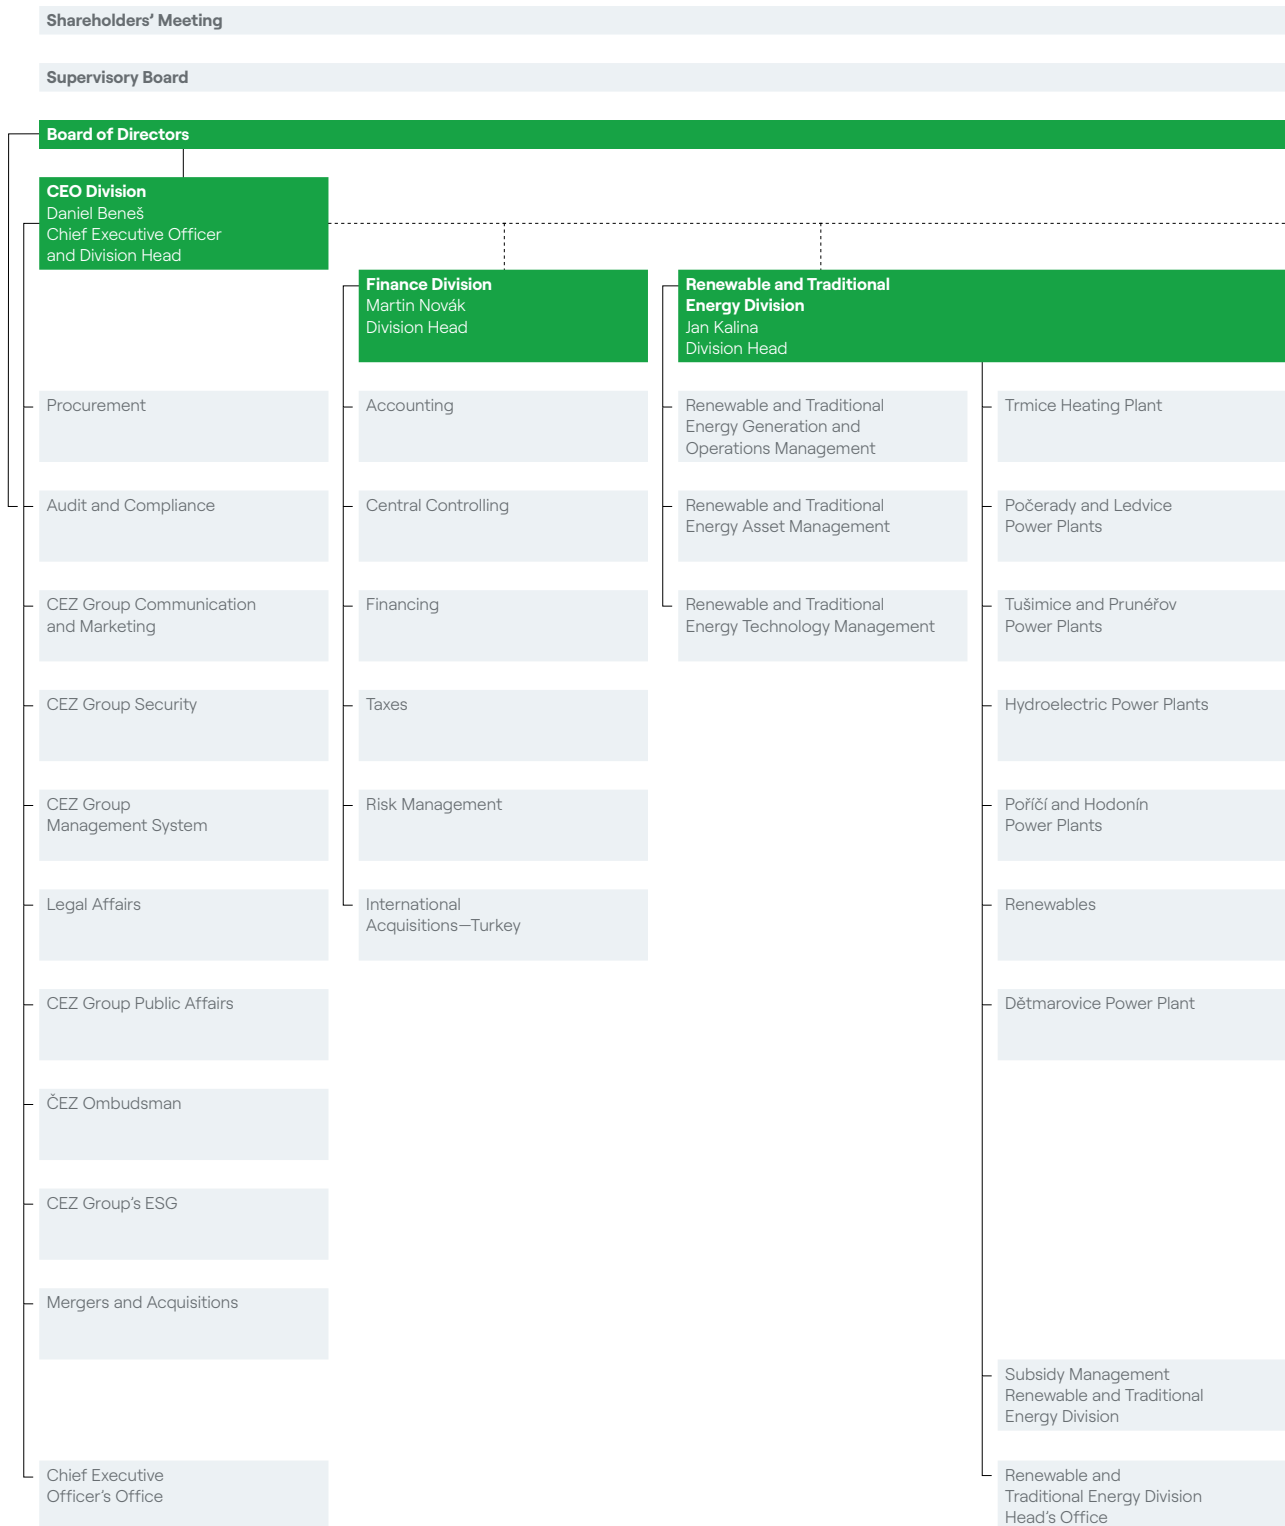 Shareholders’ Meeting
Supervisory Board
Board of Directors
CEO Division
Daniel Beneš
Chief Executive Officer
and Division Head
Finance Division
Martin Novák
Division Head
Renewable and Traditional
Energy Division
Jan Kalina
Division Head
Procurement
Audit and Compliance
CEZ Group Communication
and Marketing
CEZ Group Security
CEZ Group
Management System
Legal Affairs
CEZ Group Public Affairs
ČEZ Ombudsman
CEZ Group’s ESG
Mergers and Acquisitions
Chief Executive
Officer’s Office
Accounting
Central Controlling
Financing
Taxes
Risk Management
International
Acquisitions—Turkey
Renewable and Traditional
Energy Generation and
Operations Management
Renewable and Traditional
Energy Asset Management
Renewable and Traditional
Energy Technology Management
Trmice Heating Plant
Počerady and Ledvice
Power Plants
Tušimice and Prunéřov
Power Plants
Hydroelectric Power Plants
Poříčí and Hodonín
Power Plants
Renewables
Dětmarovice Power Plant
Subsidy Management
Renewable and Traditional
Energy Division
Renewable and
Traditional Energy Division
Head’s Office